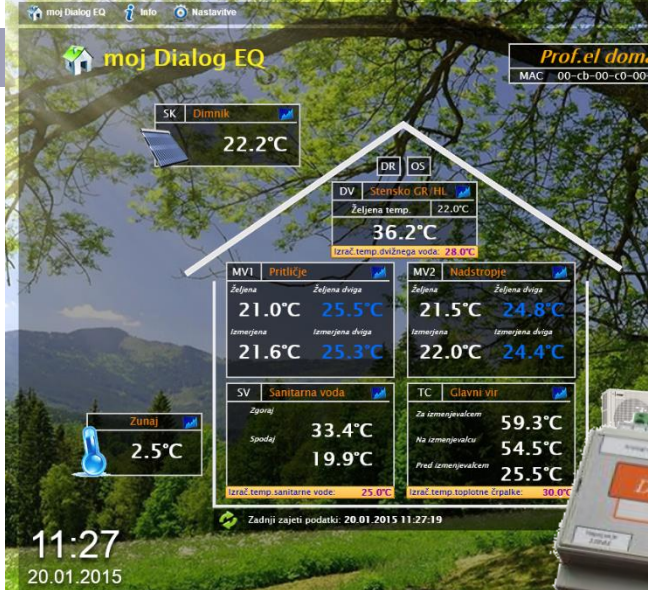 moj Dialog EQ Info Nastavitve
moj Dialog EQ
Prof.el doma
MAC 00-cb-00-c0-00-
SK Dimnik
22.2°C
DR OS
DV Stensko GR/HL
Željena temp. 22.0°C
36.2°C
Izrač.temp.dvižnega voda: 28.0°C
MV1 Pritličje
Željena Željena dviga
21.0°C 25.5°C
Izmerjena Izmerjena dviga
21.6°C 25.3°C
MV2 Nadstropje
Željena Željena dviga
21.5°C 24.8°C
Izmerjena Izmerjena dviga
22.0°C 24.4°C
Zunaj
2.5°C
SV Sanitarna voda
Zgoraj
33.4°C
Spodaj
19.9°C
Izrač.temp.sanitarne vode: 25.0°C
TC Glavni vir
Za izmenjevalcem
59.3°C
Na izmenjevalcu
54.5°C
Pred izmenjevalcem
25.5°C
Izrač.temp.toplotne črpalke: 30.0°C
Zadnji zajeti podatki: 20.01.2015 11:27:19
11:27
20.01.2015